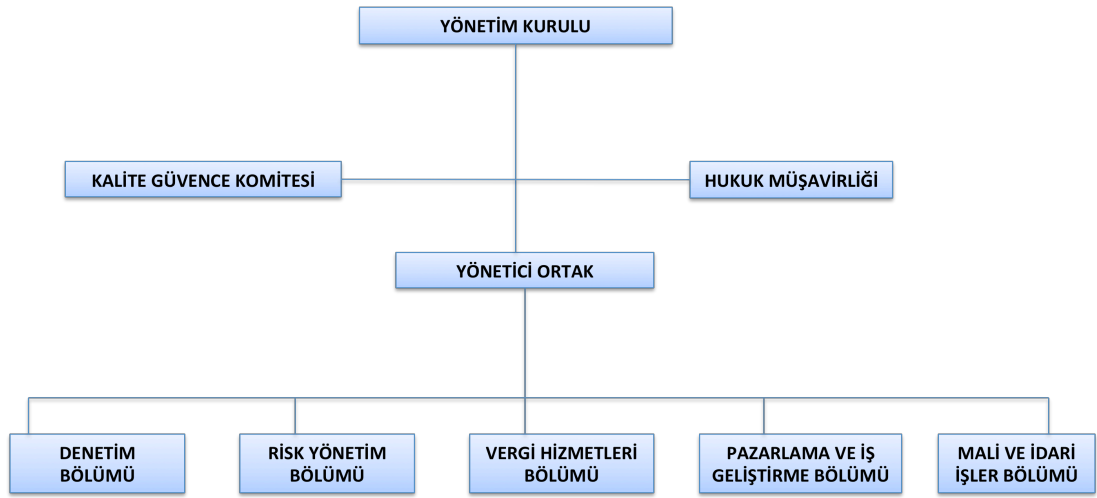 YÖNETİM KURULU
KALİTE GÜVENCE KOMİTESİ
HUKUK MÜŞAVİRLİĞİ
YÖNETİCİ ORTAK
DENETİM
BÖLÜMÜ
RİSK YÖNETİM
BÖLÜMÜ
VERGİ HİZMETLERİ
BÖLÜMÜ
PAZARLAMA VE İŞ
GELİŞTİRME BÖLÜMÜ
MALİ VE İDARİ
İŞLER BÖLÜMÜ